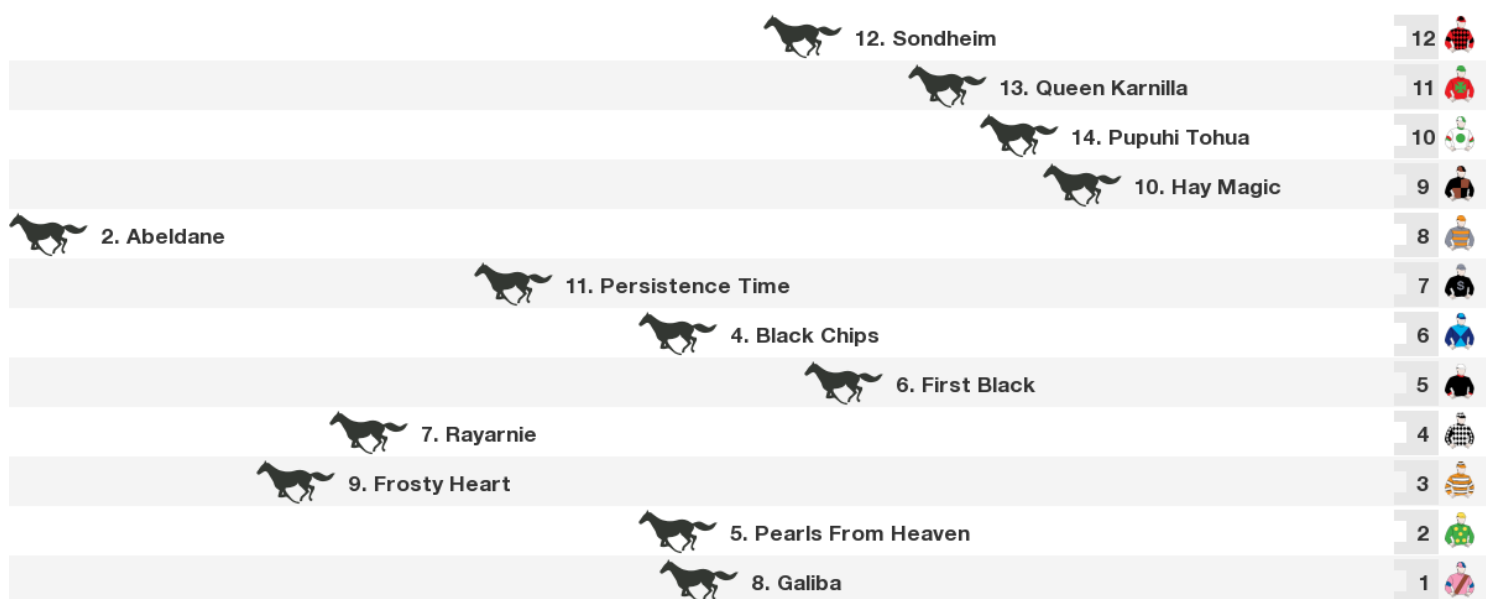 12. Sondheim 12
13. Queen Karnilla 11
14. Pupuhi Tohua 10
10. Hay Magic 9
2. Abeldane 8
11. Persistence Time 7
S
4. Black Chips 6
6. First Black 5
7. Rayarnie 4
9. Frosty Heart 3
5. Pearls From Heaven 2
8. Galiba 1